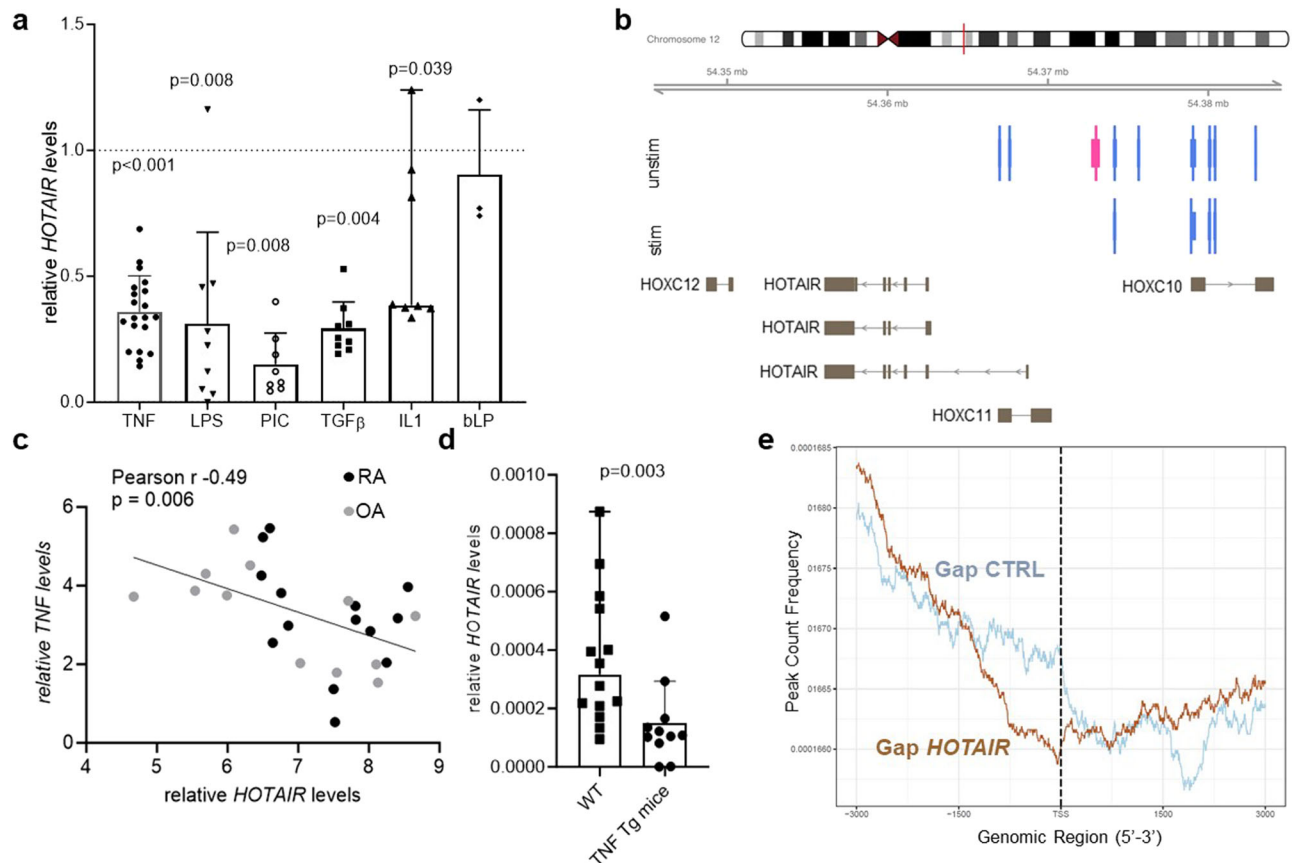 a
relative HOTAIR levels
1.5
1.0
0.5
0.0
p<0.001
p=0.008
p=0.008
p=0.004
p=0.039
TNF LPS PIC TGFβ IL1 bLP
b
Chromosome 12
54.35 mb 54.37 mb
54.36 mb 54.38 mb
unstim
stim
HOXC12 HOTAIR HOXC10
HOTAIR
HOTAIR
HOXC11
c
Pearson r -0.49
p = 0.006
RA
OA
relative TNF levels
6
4
2
0
4 5 6 7 8 9
relative HOTAIR levels
d
p=0.003
relative HOTAIR levels
0.0010
0.0008
0.0006
0.0004
0.0002
0.0000
WT
TNF Tg mice
e
Peak Count Frequency
0.0001685
01680
01675
01670
01665
0.0001660
Gap CTRL
Gap HOTAIR
-3000 -1500 TSS 1500 3000
Genomic Region (5'-3')